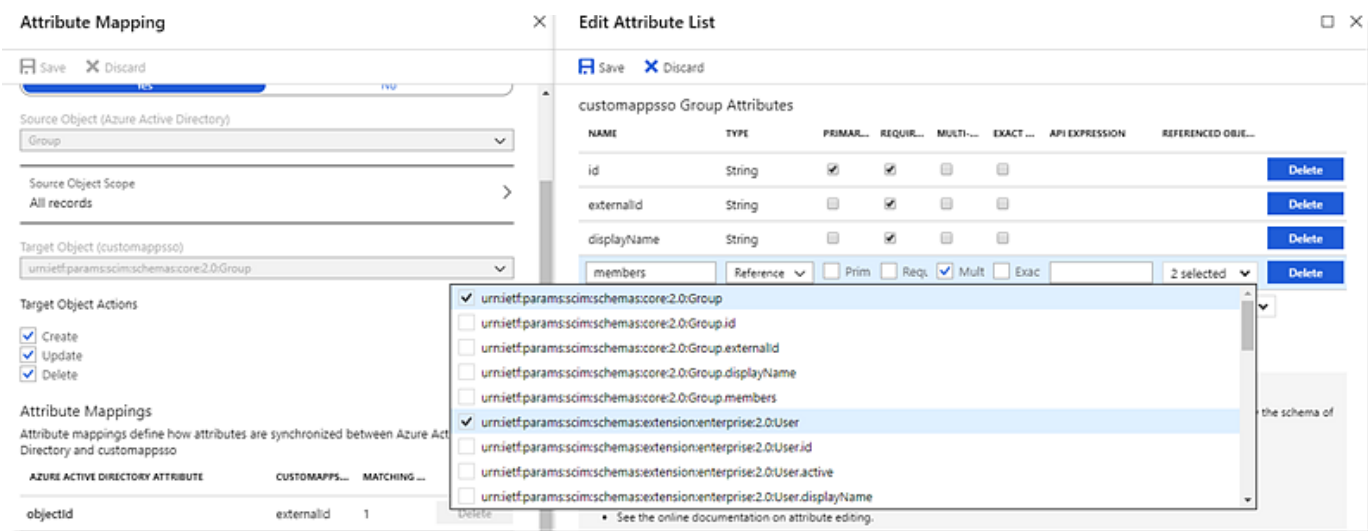 Attribute Mapping
Save Discard
Yes No
Source Object (Azure Active Directory)
Group
Source Object Scope
All records
Target Object (customappsso)
urn:ietf:params:scim:schemas:core:2.0:Group
Target Object Actions
Create
Update
Delete
Attribute Mappings
Attribute mappings define how attributes are synchronized between Azure Act
Directory and customappsso
AZURE ACTIVE DIRECTORY ATTRIBUTE CUSTOMAPPS... MATCHING ...
objectId externalId 1 Delete
Edit Attribute List
Save Discard
customappsso Group Attributes
NAME TYPE PRIMAR... REQUIR... MULTI-... EXACT ... API EXPRESSION REFERENCED OBJE...
id String Delete
externalId String Delete
displayName String Delete
members Reference Prim Requ Mult Exac 2 selected Delete
urn:ietf:params:scim:schemas:core:2.0:Group
urn:ietf:params:scim:schemas:core:2.0:Group.id
urn:ietf:params:scim:schemas:core:2.0:Group.externalId
urn:ietf:params:scim:schemas:core:2.0:Group.displayName
urn:ietf:params:scim:schemas:core:2.0:Group.members
urn:ietf:params:scim:schemas:extension:enterprise:2.0:User
urn:ietf:params:scim:schemas:extension:enterprise:2.0:User.id
urn:ietf:params:scim:schemas:extension:enterprise:2.0:User.active
urn:ietf:params:scim:schemas:extension:enterprise:2.0:User.displayName
the schema of
• See the online documentation on attribute editing.